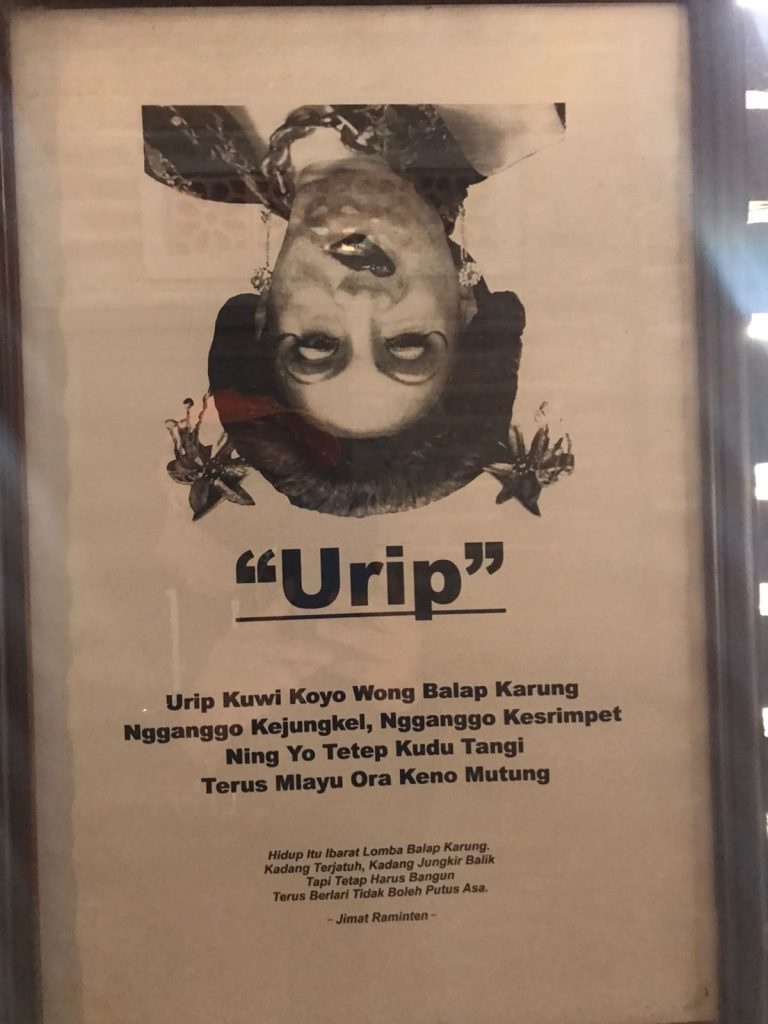 “Urip”
Urip Kuwi Koyo Wong Balap Karung
Ngganggo Kejungkel, Ngganggo Kesrimpet
Ning Yo Tetep Kudu Tangi
Terus Mlayu Ora Keno Mutung
Hidup Itu Ibarat Lomba Balap Karung.
Kadang Terjatuh, Kadang Jungkir Balik
Tapi Tetap Harus Bangun
Terus Berlari Tidak Boleh Putus Asa.
– Jimat Raminten –